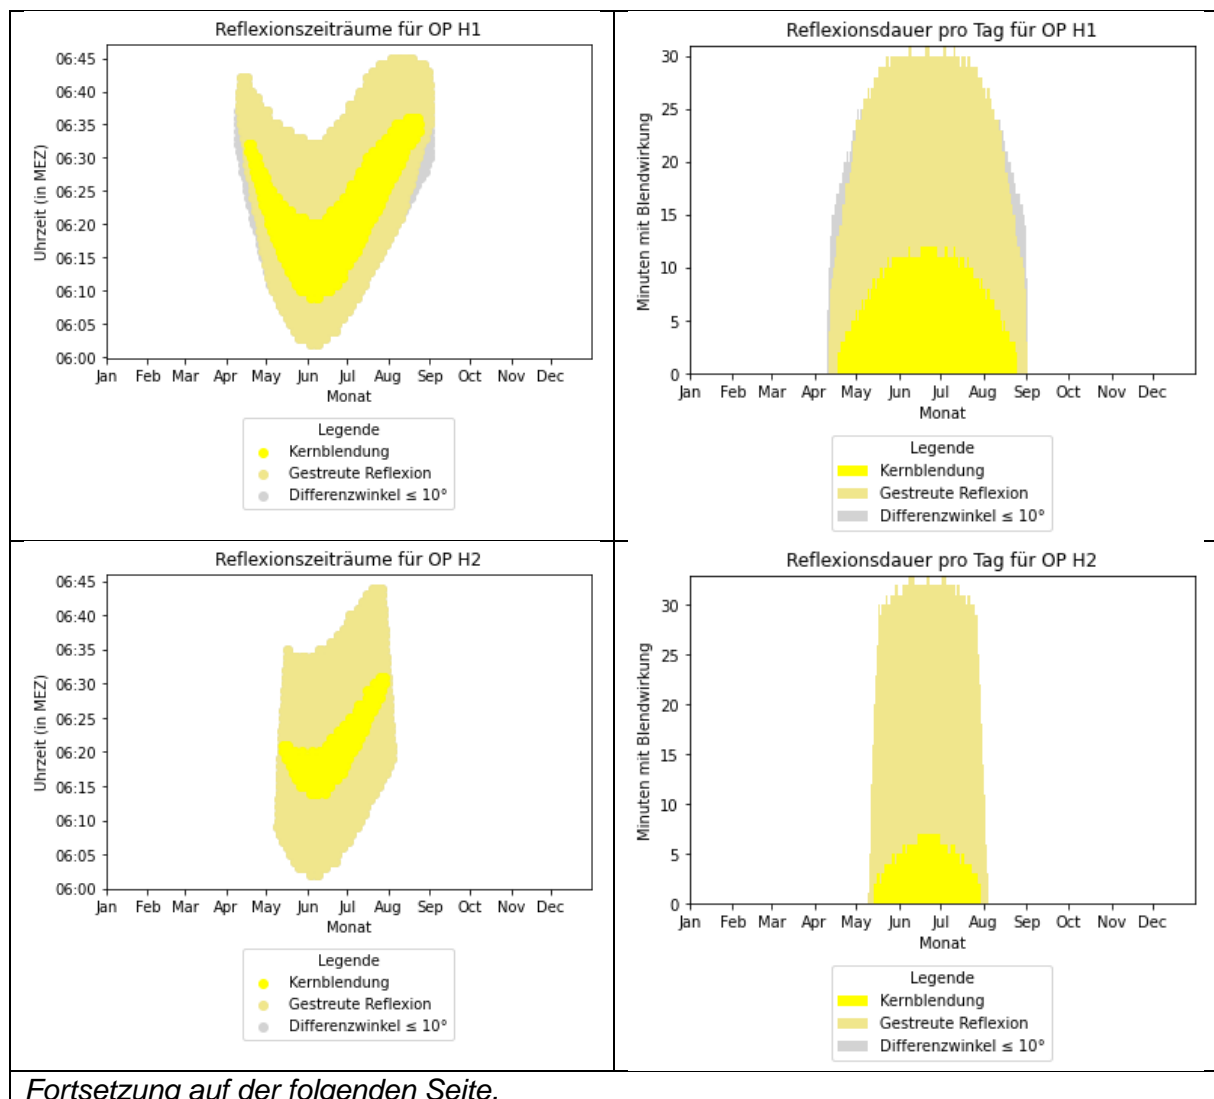 Reflexionszeiträume für OP H1
Uhrzeit (in MEZ)
06:45
06:40
06:35
06:30
06:25
06:20
06:15
06:10
06:05
06:00
Jan Feb Mar Apr May Jun Jul Aug Sep Oct Nov Dec
Monat
Legende
Kernblendung
Gestreute Reflexion
Differenzwinkel ≤ 10°
Reflexionsdauer pro Tag für OP H1
Minuten mit Blendwirkung
30
25
20
15
10
5
0
Jan Feb Mar Apr May Jun Jul Aug Sep Oct Nov Dec
Monat
Legende
Kernblendung
Gestreute Reflexion
Differenzwinkel ≤ 10°
Reflexionszeiträume für OP H2
Uhrzeit (in MEZ)
06:45
06:40
06:35
06:30
06:25
06:20
06:15
06:10
06:05
06:00
Jan Feb Mar Apr May Jun Jul Aug Sep Oct Nov Dec
Monat
Legende
Kernblendung
Gestreute Reflexion
Differenzwinkel ≤ 10°
Reflexionsdauer pro Tag für OP H2
Minuten mit Blendwirkung
30
25
20
15
10
5
0
Jan Feb Mar Apr May Jun Jul Aug Sep Oct Nov Dec
Monat
Legende
Kernblendung
Gestreute Reflexion
Differenzwinkel ≤ 10°
Fortsetzung auf der folgenden Seite.